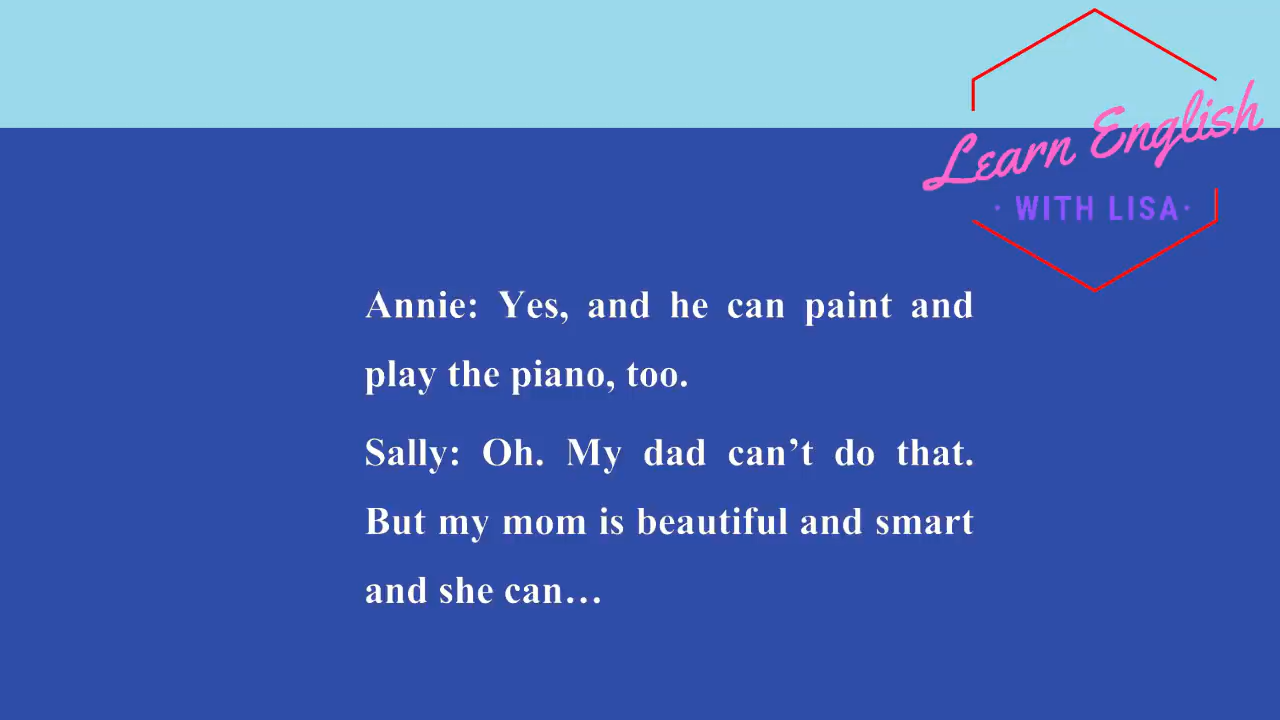 Learn English
· WITH LISA·
Annie: Yes, and he can paint and
play the piano, too.
Sally: Oh. My dad can’t do that.
But my mom is beautiful and smart
and she can…